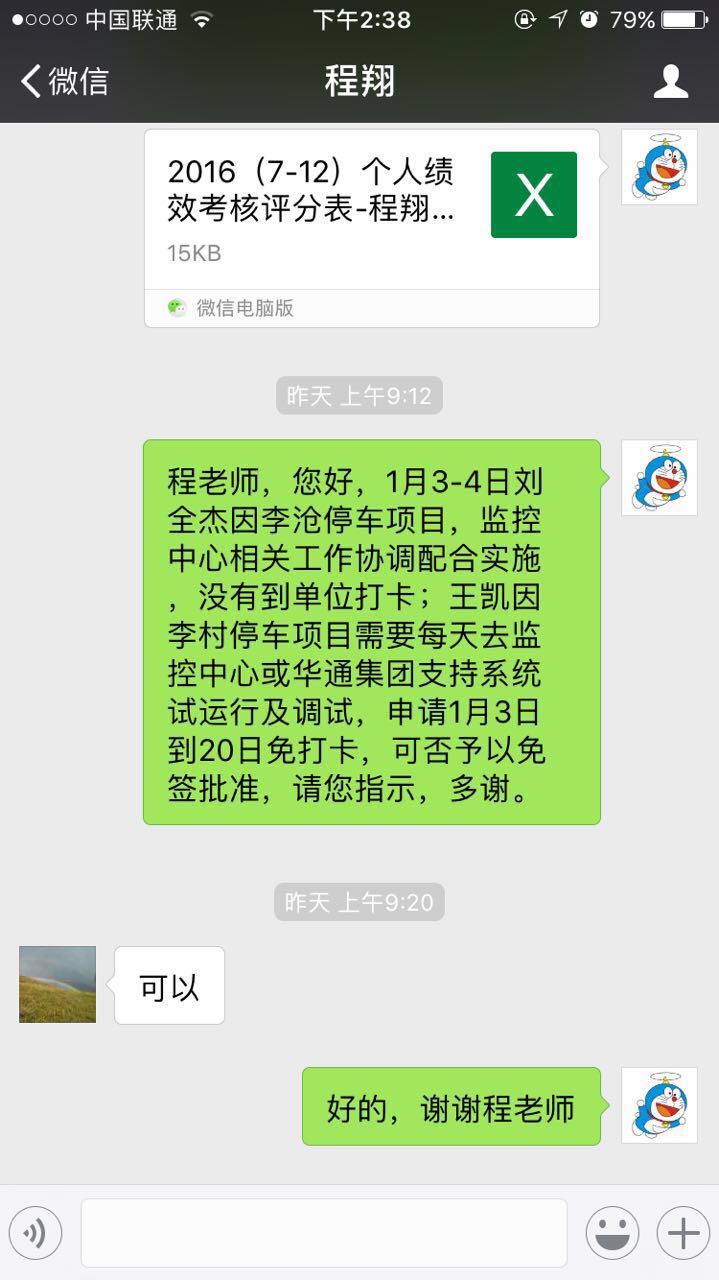 中国联通 下午2:38 79%
微信 程翔
2016（7-12）个人绩
效考核评分表-程翔...
X
15KB
微信电脑版
昨天 上午9:12
程老师，您好，1月3-4日刘
全杰因李沧停车项目，监控
中心相关工作协调配合实施
，没有到单位打卡；王凯因
李村停车项目需要每天去监
控中心或华通集团支持系统
试运行及调试，申请1月3日
到20日免打卡，可否予以免
签批准，请您指示，多谢。
昨天 上午9:20
可以
好的，谢谢程老师